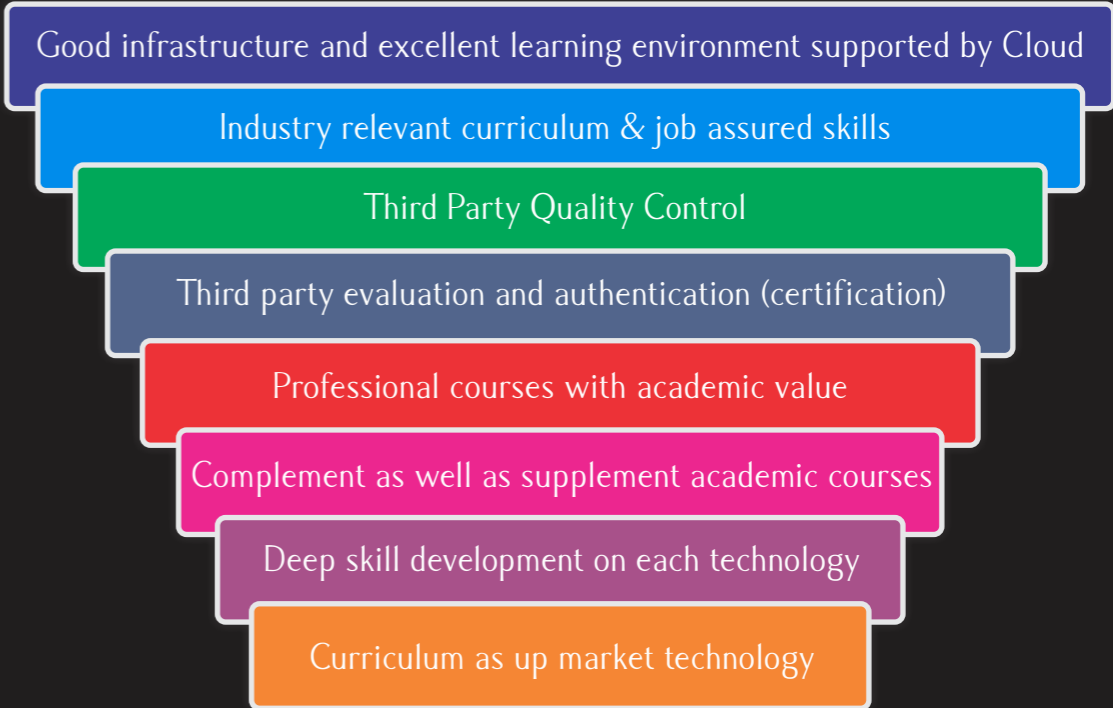 Good infrastructure and excellent learning environment supported by Cloud
Industry relevant curriculum & job assured skills
Third Party Quality Control
Third party evaluation and authentication (certification)
Professional courses with academic value
Complement as well as supplement academic courses
Deep skill development on each technology
Curriculum as up market technology